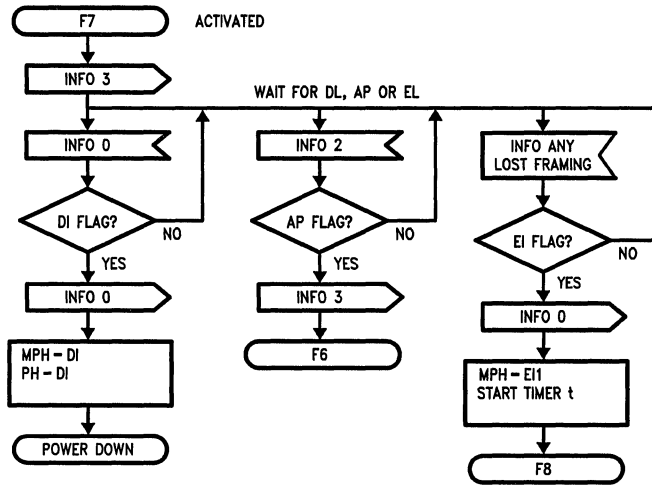 F7
ACTIVATED
INFO 3
WAIT FOR DL, AP OR EL
INFO 0
DI FLAG?
NO
YES
INFO 0
MPH – DI
PH – DI
POWER DOWN
INFO 2
AP FLAG?
NO
YES
INFO 3
F6
INFO ANY
LOST FRAMING
EI FLAG?
NO
YES
INFO 0
MPH – EI1
START TIMER t
F8